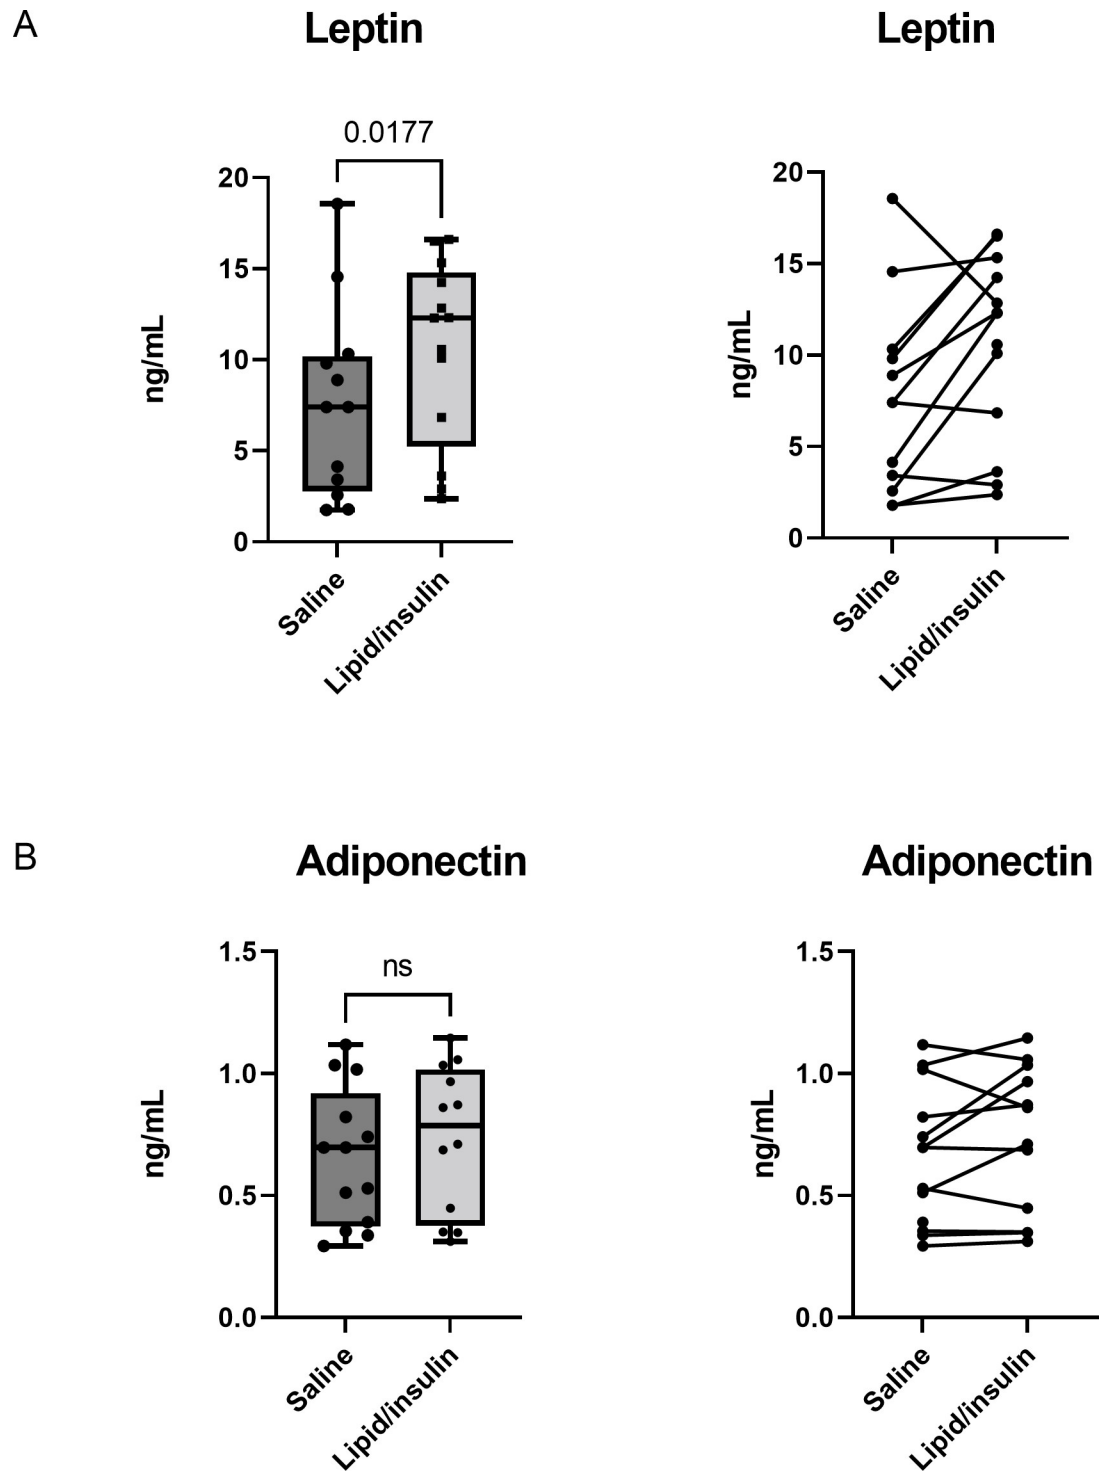 A
Leptin
Leptin
0.0177
ng/mL
20
15
10
5
0
Saline
Lipid/insulin
ng/mL
20
15
10
5
0
Saline
Lipid/insulin
B
Adiponectin
Adiponectin
ns
ng/mL
1.5
1.0
0.5
0.0
Saline
Lipid/insulin
ng/mL
1.5
1.0
0.5
0.0
Saline
Lipid/insulin